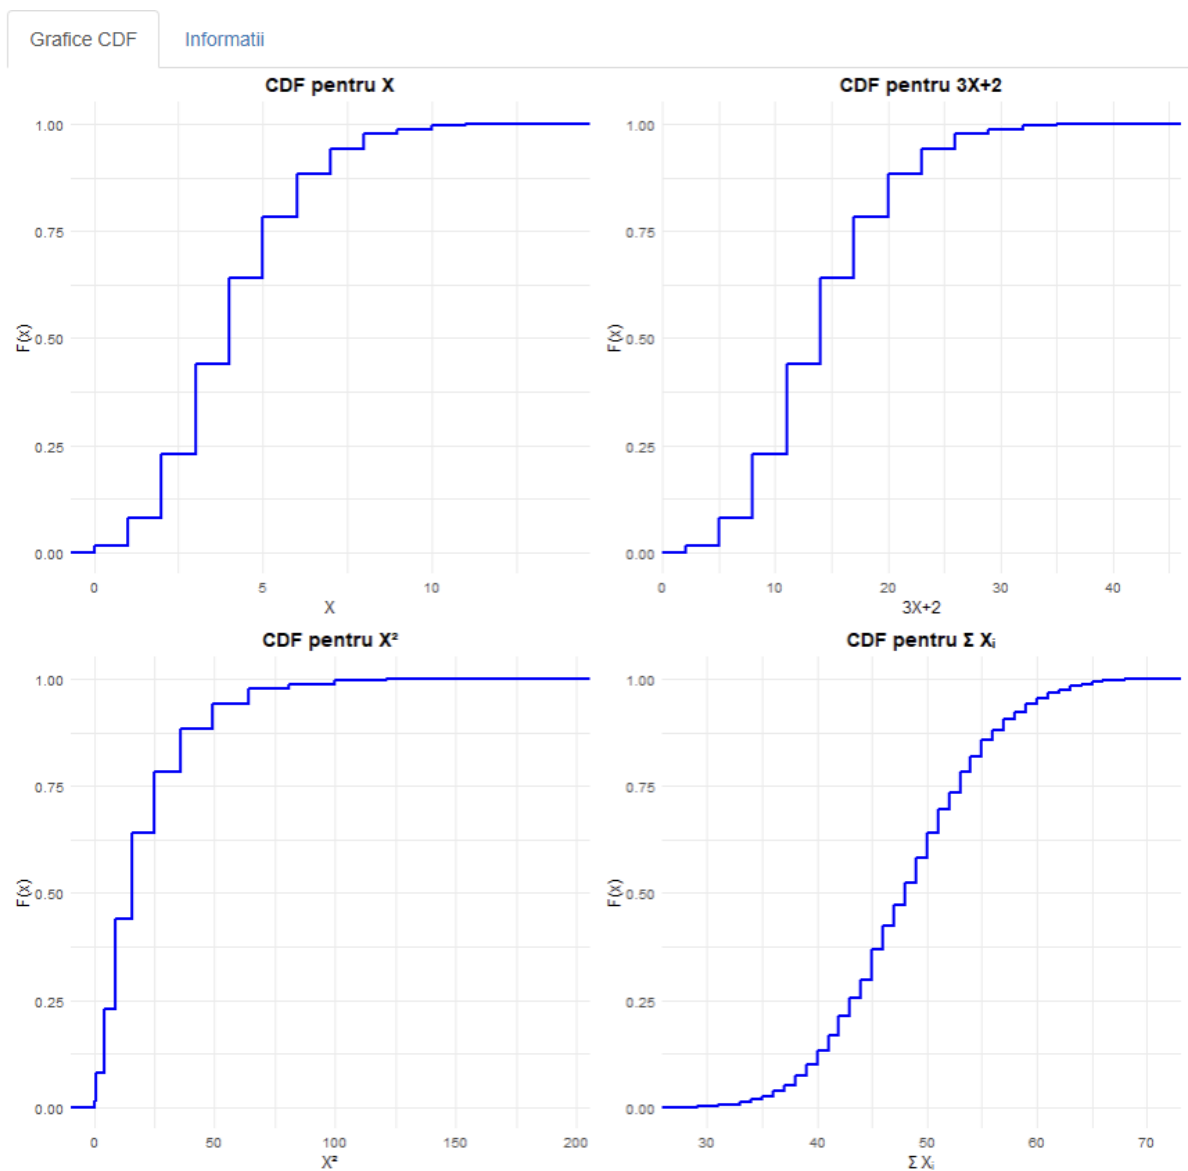 Grafice CDF
Informatii
CDF pentru X
1.00
0.75
0.50
0.25
0.00
F(x)
0 5 10
X
CDF pentru 3X+2
1.00
0.75
0.50
0.25
0.00
F(x)
0 10 20 30 40
3X+2
CDF pentru X²
1.00
0.75
0.50
0.25
0.00
F(x)
0 50 100 150 200
X²
CDF pentru Σ Xᵢ
1.00
0.75
0.50
0.25
0.00
F(x)
30 40 50 60 70
Σ Xᵢ